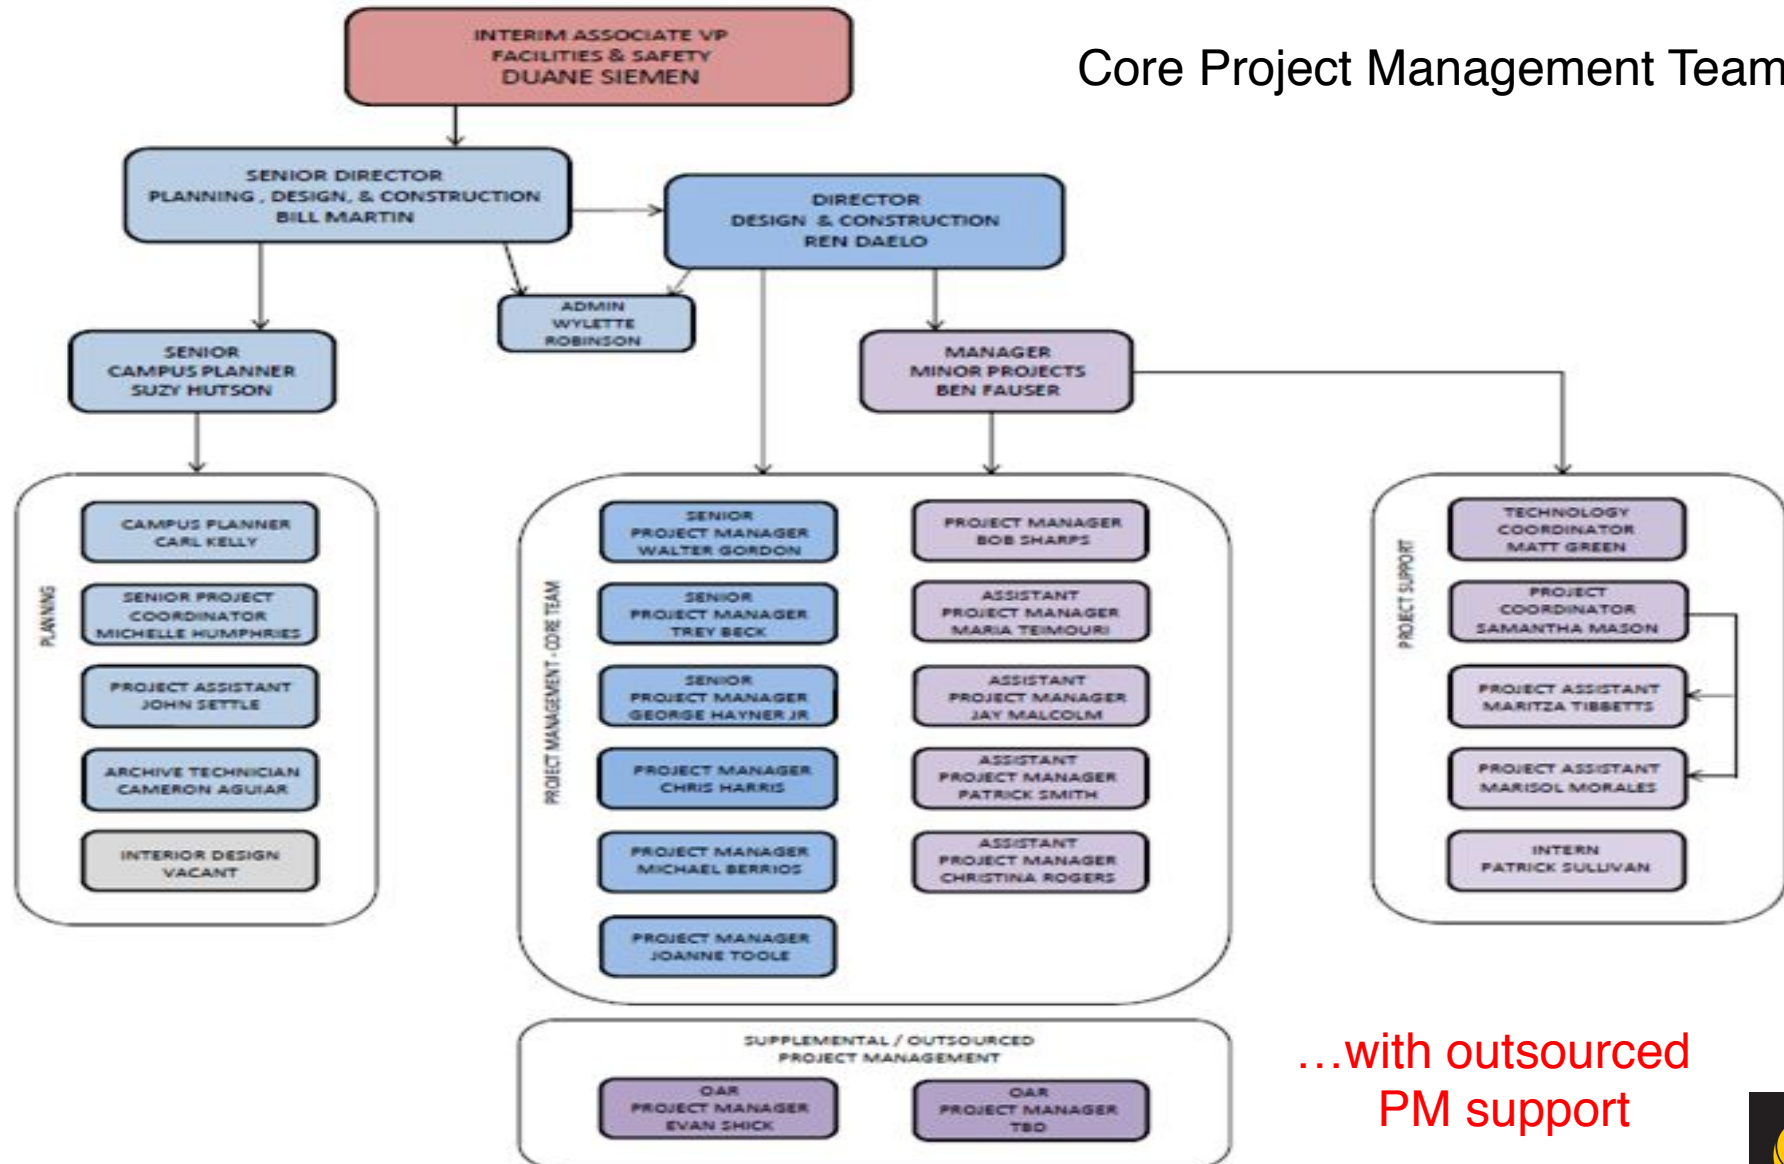 INTERIM ASSOCIATE VP
FACILITIES & SAFETY
DUANE SIEMEN
Core Project Management Team
SENIOR DIRECTOR
PLANNING , DESIGN, & CONSTRUCTION
BILL MARTIN
DIRECTOR
DESIGN & CONSTRUCTION
REN DAELO
ADMIN
WYLETTE
ROBINSON
SENIOR
CAMPUS PLANNER
SUZY HUTSON
MANAGER
MINOR PROJECTS
BEN FAUSER
PLANNING
CAMPUS PLANNER
CARL KELLY
SENIOR PROJECT
COORDINATOR
MICHELLE HUMPHRIES
PROJECT ASSISTANT
JOHN SETTLE
ARCHIVE TECHNICIAN
CAMERON AGUIAR
INTERIOR DESIGN
VACANT
PROJECT MANAGEMENT - CORE TEAM
SENIOR
PROJECT MANAGER
WALTER GORDON
SENIOR
PROJECT MANAGER
TREY BECK
SENIOR
PROJECT MANAGER
GEORGE HAYNER JR
PROJECT MANAGER
CHRIS HARRIS
PROJECT MANAGER
MICHAEL BERRIOS
PROJECT MANAGER
JOANNE TOOLE
PROJECT MANAGER
BOB SHARPS
ASSISTANT
PROJECT MANAGER
MARIA TEIMOURI
ASSISTANT
PROJECT MANAGER
JAY MALCOLM
ASSISTANT
PROJECT MANAGER
PATRICK SMITH
ASSISTANT
PROJECT MANAGER
CHRISTINA ROGERS
PROJECT SUPPORT
TECHNOLOGY
COORDINATOR
MATT GREEN
PROJECT
COORDINATOR
SAMANTHA MASON
PROJECT ASSISTANT
MARITZA TIBBETTS
PROJECT ASSISTANT
MARISOL MORALES
INTERN
PATRICK SULLIVAN
SUPPLEMENTAL / OUTSOURCED
PROJECT MANAGEMENT
OAR
PROJECT MANAGER
EVAN SHICK
OAR
PROJECT MANAGER
TBD
…with outsourced
PM support